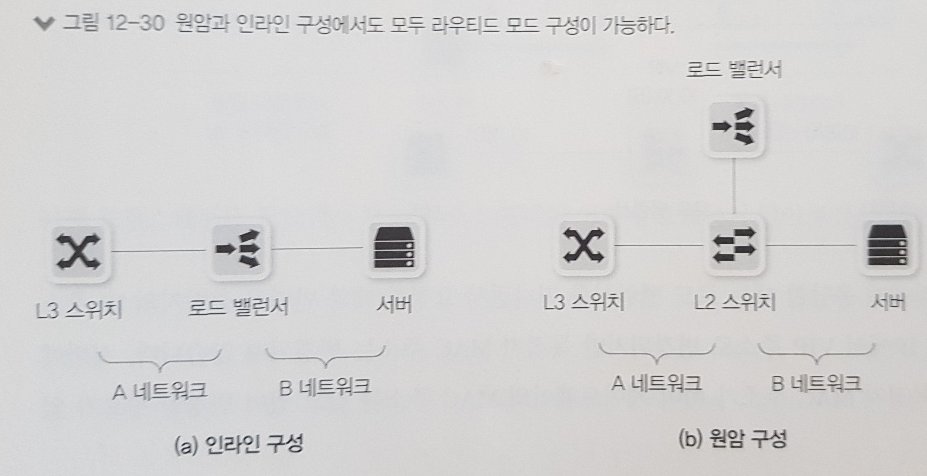 그림 12-30 원암과 인라인 구성에서도 모두 라우티드 모드 구성이 가능하다.
로드 밸런서
L3 스위치 로드 밸런서 서버
A 네트워크 B 네트워크
(a) 인라인 구성
L3 스위치 L2 스위치 서버
A 네트워크 B 네트워크
(b) 원암 구성